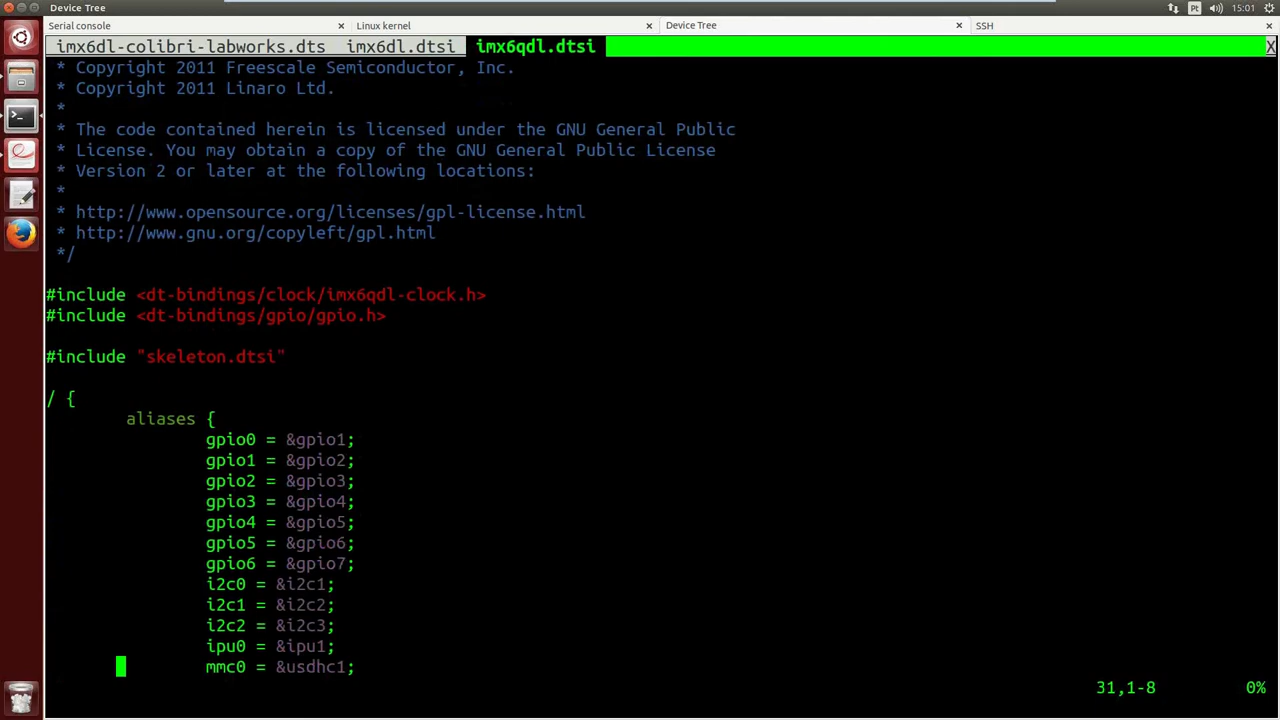 Device Tree
Pt
15:01
Serial console
x
Linux kernel
x
Device Tree
x
SSH
x
imx6dl-colibri-labworks.dts imx6dl.dtsi imx6qdl.dtsi X
* Copyright 2011 Freescale Semiconductor, Inc.
* Copyright 2011 Linaro Ltd.
*
* The code contained herein is licensed under the GNU General Public
* License. You may obtain a copy of the GNU General Public License
* Version 2 or later at the following locations:
*
* http://www.opensource.org/licenses/gpl-license.html
* http://www.gnu.org/copyleft/gpl.html
*/
#include <dt-bindings/clock/imx6qdl-clock.h>
#include <dt-bindings/gpio/gpio.h>
#include "skeleton.dtsi"
/ {
aliases {
gpio0 = &gpio1;
gpio1 = &gpio2;
gpio2 = &gpio3;
gpio3 = &gpio4;
gpio4 = &gpio5;
gpio5 = &gpio6;
gpio6 = &gpio7;
i2c0 = &i2c1;
i2c1 = &i2c2;
i2c2 = &i2c3;
ipu0 = &ipu1;
mmc0 = &usdhc1;
31,1-8 0%